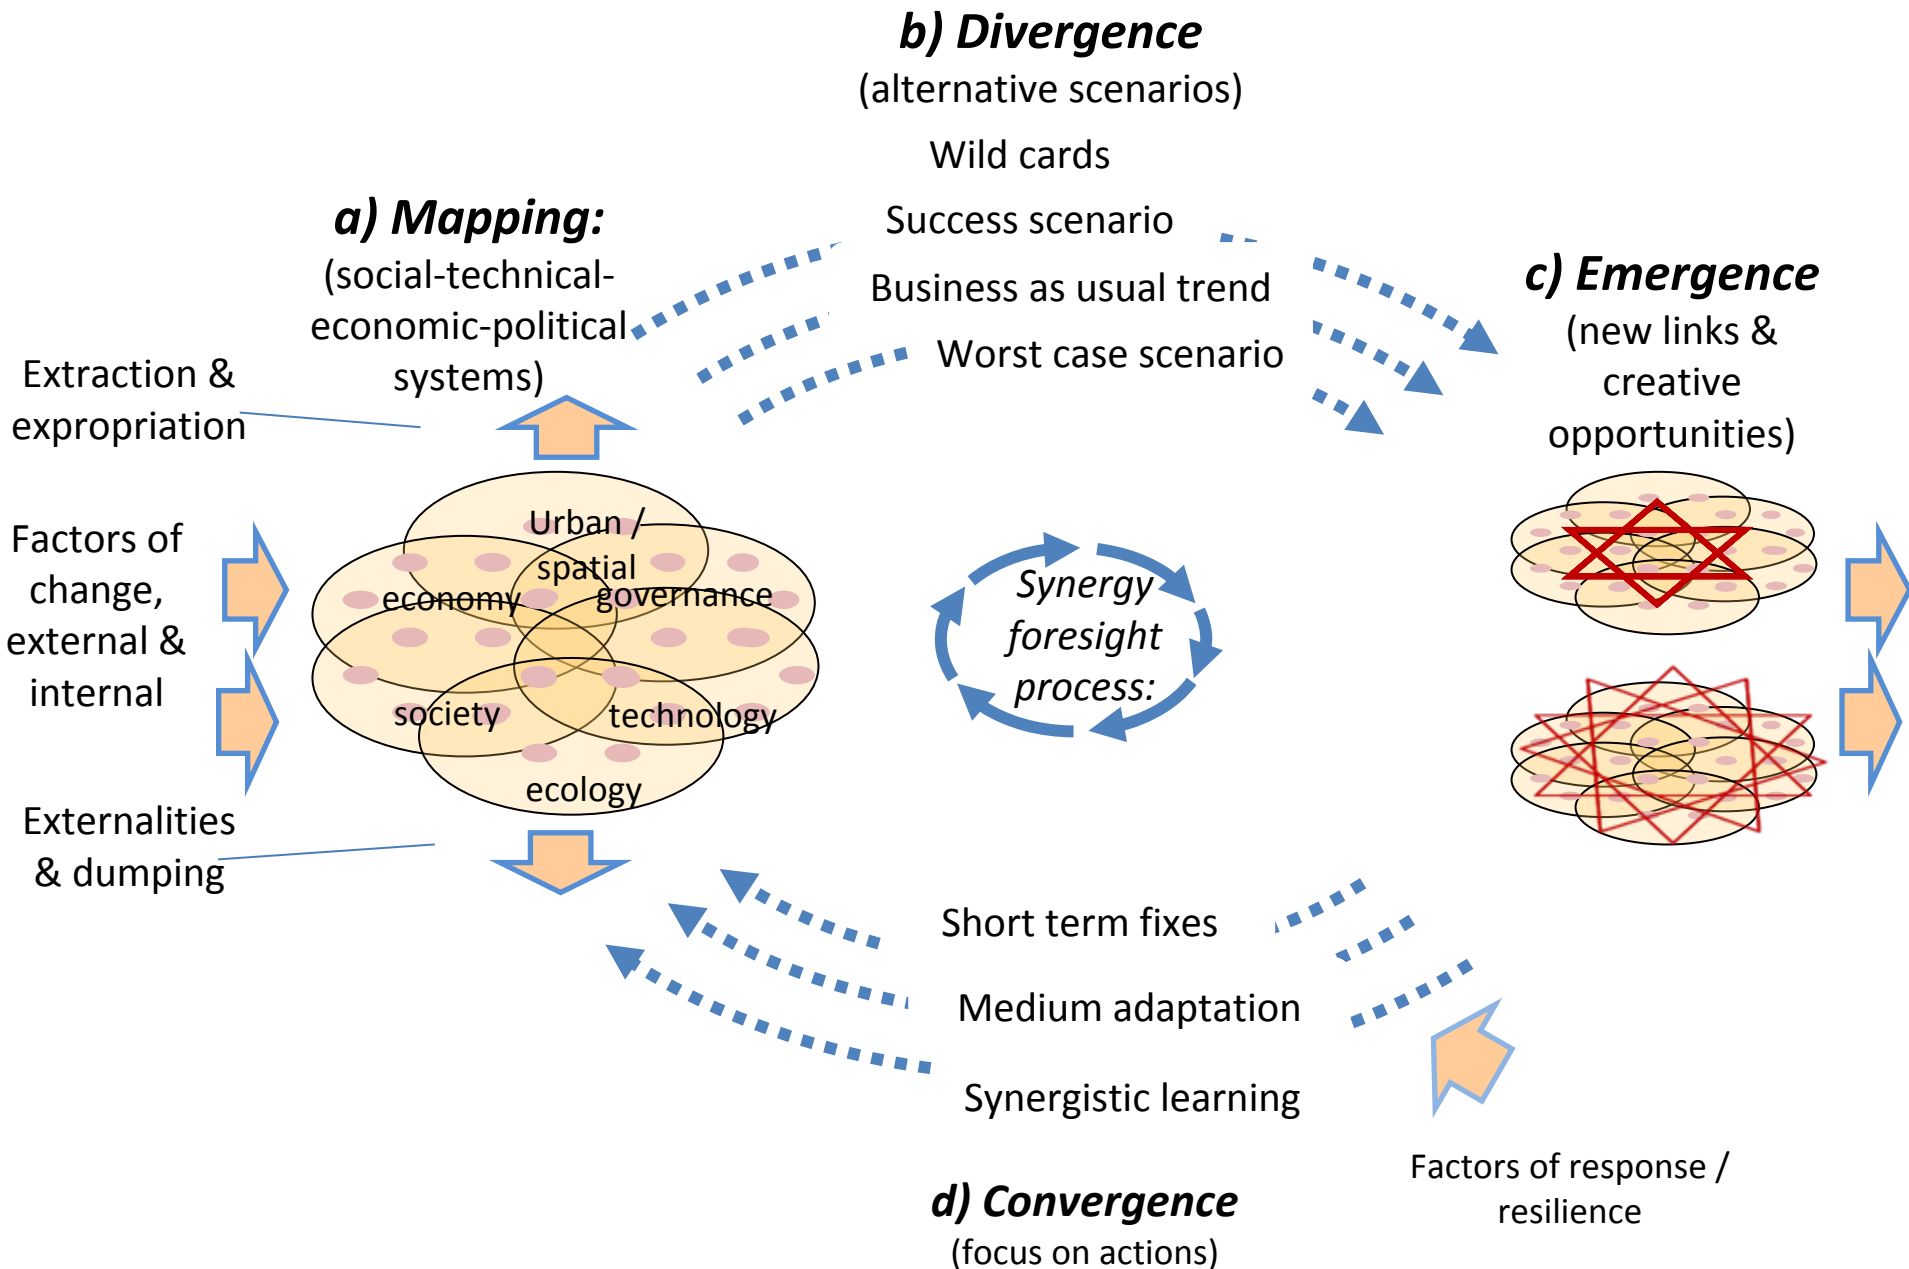 b) Divergence
(alternative scenarios)
Wild cards
Success scenario
Business as usual trend
Worst case scenario
a) Mapping:
(social-technical-
economic-political
systems)
c) Emergence
(new links &
creative
opportunities)
Extraction &
expropriation
Factors of
change,
external &
internal
Externalities
& dumping
Urban /
spatial
economy
governance
society
technology
ecology
Synergy
foresight
process:
Short term fixes
Medium adaptation
Synergistic learning
d) Convergence
(focus on actions)
Factors of response /
resilience